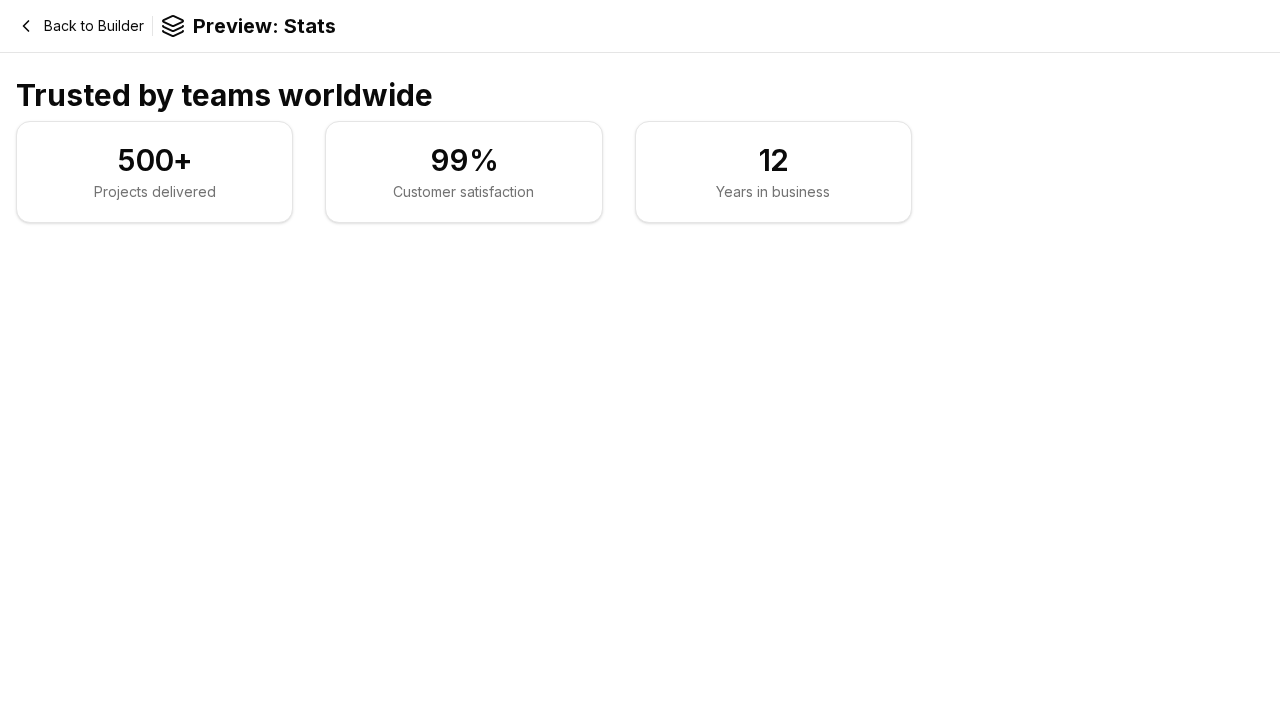 Back to Builder
Preview: Stats
Trusted by teams worldwide
500+
Projects delivered
99%
Customer satisfaction
12
Years in business